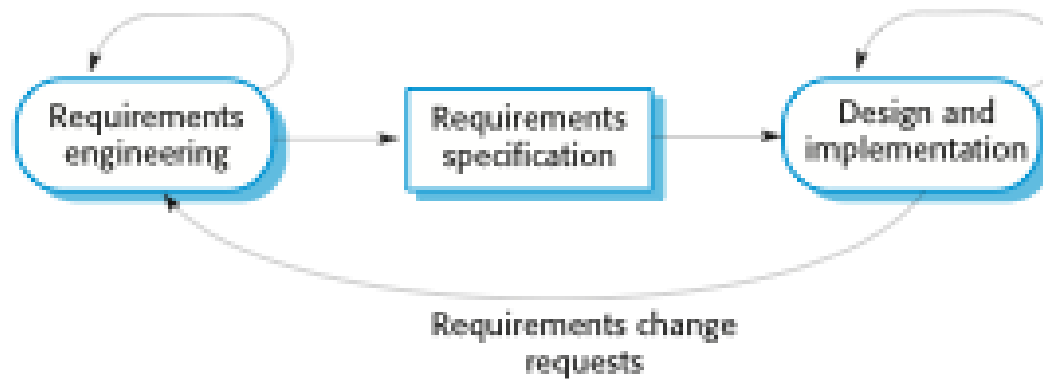 Requirements
engineering
Requirements
specification
Design and
implementation
Requirements change
requests